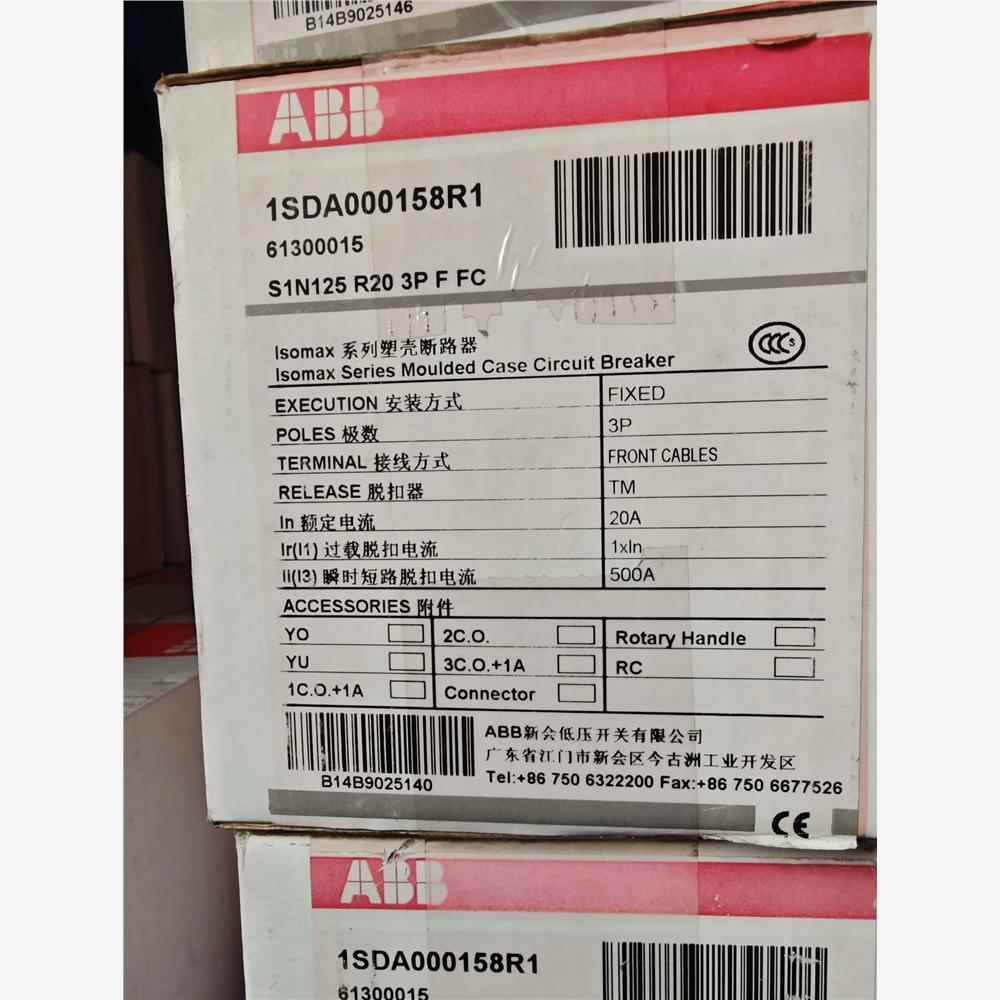 B14B9025146
ABB
1SDA000158R1
61300015
S1N125 R20 3P F FC
Isomax 系列塑壳断路器
Isomax Series Moulded Case Circuit Breaker
CCC S
EXECUTION 安装方式 FIXED
POLES 极数 3P
TERMINAL 接线方式 FRONT CABLES
RELEASE 脱扣器 TM
In 额定电流 20A
Ir(I1) 过载脱扣电流 1xIn
Ii(I3) 瞬时短路脱扣电流 500A
ACCESSORIES 附件
YO 2C.O. Rotary Handle
YU 3C.O.+1A RC
1C.O.+1A Connector
ABB新会低压开关有限公司
广东省江门市新会区今古洲工业开发区
Tel:+86 750 6322200 Fax:+86 750 6677526
B14B9025140
CE
ABB
1SDA000158R1
61300015